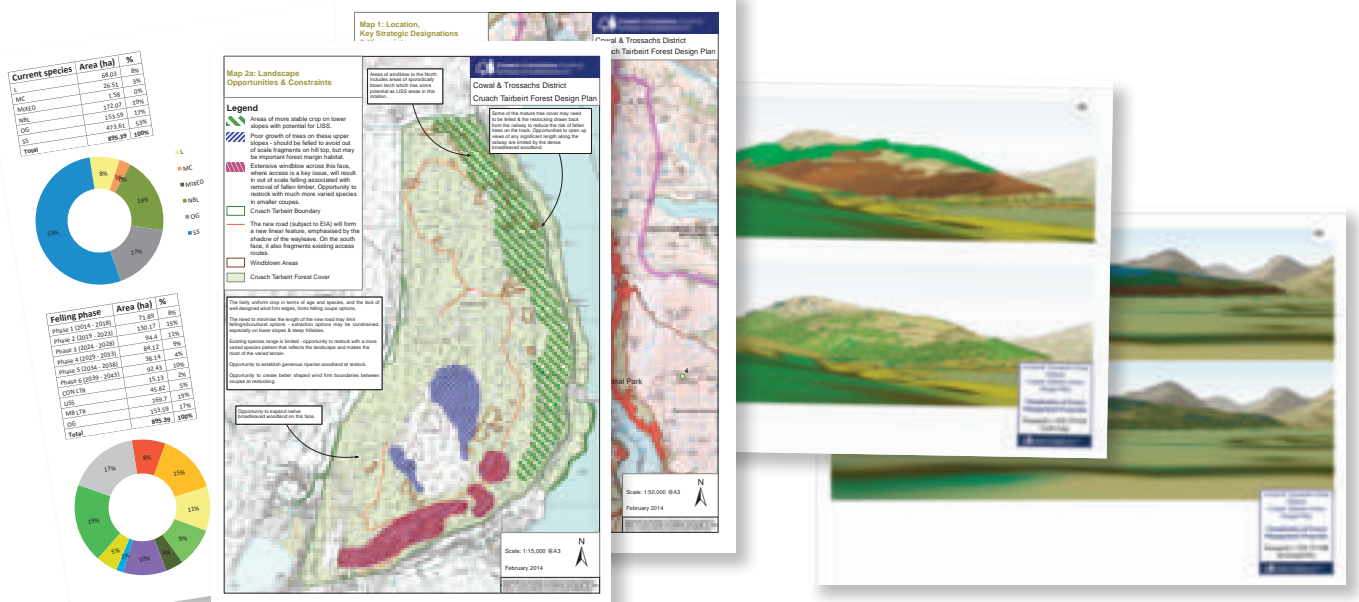 Current species Area (ha) %
L 68.03 8%
MC 26.51 3%
MIXED 1.58 0%
NBL 172.07 19%
OG 153.59 17%
SS 473.61 53%
Total 895.39 100%
8%
3%
0%
19%
17%
53%
L
MC
MIXED
NBL
OG
SS
Felling phase Area (ha) %
Phase 1 (2014 - 2018) 71.89 8%
Phase 2 (2019 - 2023) 130.17 15%
Phase 3 (2024 - 2028) 94.4 11%
Phase 4 (2029 - 2033) 84.12 9%
Phase 5 (2034 - 2038) 38.14 4%
Phase 6 (2039 - 2043) 92.43 10%
CON LTR 15.13 2%
LISS 45.82 5%
MB LTR 169.7 19%
OG 153.59 17%
Total 895.39 100%
8%
15%
11%
9%
4%
10%
2%
5%
19%
17%
Map 1: Location,
Key Strategic Designations
Cowal & Trossachs District
ach Tairbeirt Forest Design Plan
Map 2a: Landscape
Opportunities & Constraints
Cowal & Trossachs District
Cruach Tairbeirt Forest Design Plan
Legend
Areas of more stable crop on lower
slopes with potential for LISS.
Poor growth of trees on these upper
slopes - should be felled to avoid out
of scale fragments on hill top, but may
be important forest margin habitat.
Extensive windblow across this face,
where access is a key issue, will result
in out of scale felling associated with
removal of fallen timber. Opportunity to
restock with much more varied species
in smaller coupes.
Cruach Tarbeirt Boundary
The new road (subject to EIA) will form
a new linear feature, emphasised by the
shadow of the wayleave. On the south
face, it also fragments existing access
routes.
Windblown Areas
Cruach Tarbeirt Forest Cover
Areas of windblow to the North
includes areas of sporadically
blown larch which has some
potential as LISS areas in this
rotation.
Some of the mature tree cover may need
to be felled & the restocking drawn back
from the railway to reduce the risk of fallen
trees on the track. Opportunities to open up
views of any significant length along the
railway are limited by the dense
broadleaved woodland.
The fairly uniform crop in terms of age and species, and the lack of
well designed wind firm edges, limits felling coupe options.
The need to minimise the length of the new road may limit
felling/silvicultural options - extraction options may be constrained,
especially on lower slopes & steep hillsides.
Existing species range is limited - opportunity to restock with a more
varied species pattern that reflects the landscape and makes the
most of the varied terrain.
Opportunity to establish generous riparian woodland at restock.
Opportunity to create better shaped wind firm boundaries between
coupes at restocking.
Opportunity to expand native
broadleaved woodland on this face.
onal Park
4
N
Scale: 1:15,000 @A3
February 2014
N
Scale: 1:50,000 @A3
February 2014